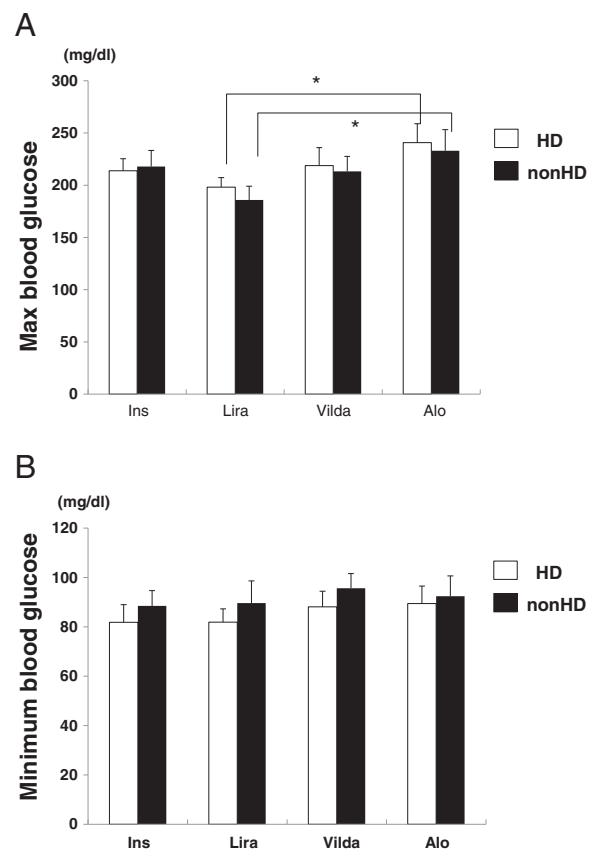 A
(mg/dl)
300
250
200
150
100
50
0
Max blood glucose
*
*
HD
nonHD
Ins Lira Vilda Alo
B
(mg/dl)
120
100
80
60
40
20
0
Minimum blood glucose
HD
nonHD
Ins Lira Vilda Alo